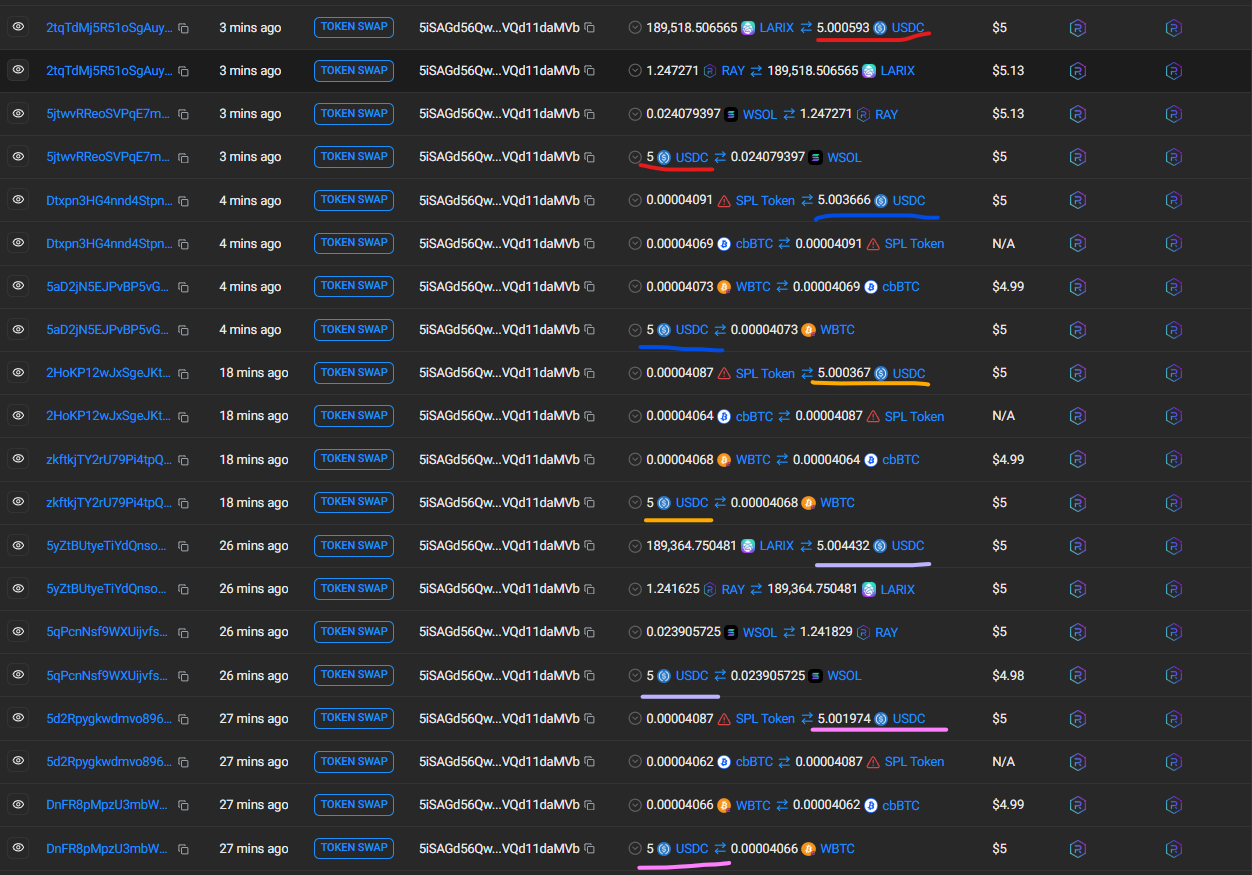 2tqTdMj5R51oSgAuy... 3 mins ago TOKEN SWAP 5iSAGd56Qw...VQd11daMVb 189,518.506565 LARIX 5.000593 USDC $5
2tqTdMj5R51oSgAuy... 3 mins ago TOKEN SWAP 5iSAGd56Qw...VQd11daMVb 1.247271 RAY 189,518.506565 LARIX $5.13
5jtwvRReoSVPqE7m... 3 mins ago TOKEN SWAP 5iSAGd56Qw...VQd11daMVb 0.024079397 WSOL 1.247271 RAY $5.13
5jtwvRReoSVPqE7m... 3 mins ago TOKEN SWAP 5iSAGd56Qw...VQd11daMVb 5 USDC 0.024079397 WSOL $5
Dtxpn3HG4nnd4Stpn... 4 mins ago TOKEN SWAP 5iSAGd56Qw...VQd11daMVb 0.00004091 SPL Token 5.003666 USDC $5
Dtxpn3HG4nnd4Stpn... 4 mins ago TOKEN SWAP 5iSAGd56Qw...VQd11daMVb 0.00004069 cbBTC 0.00004091 SPL Token N/A
5aD2jN5EJPvBP5vG... 4 mins ago TOKEN SWAP 5iSAGd56Qw...VQd11daMVb 0.00004073 WBTC 0.00004069 cbBTC $4.99
5aD2jN5EJPvBP5vG... 4 mins ago TOKEN SWAP 5iSAGd56Qw...VQd11daMVb 5 USDC 0.00004073 WBTC $5
2HoKP12wJxSgeJKt... 18 mins ago TOKEN SWAP 5iSAGd56Qw...VQd11daMVb 0.00004087 SPL Token 5.000367 USDC $5
2HoKP12wJxSgeJKt... 18 mins ago TOKEN SWAP 5iSAGd56Qw...VQd11daMVb 0.00004064 cbBTC 0.00004087 SPL Token N/A
zkftkjTY2rU79Pi4tpQ... 18 mins ago TOKEN SWAP 5iSAGd56Qw...VQd11daMVb 0.00004068 WBTC 0.00004064 cbBTC $4.99
zkftkjTY2rU79Pi4tpQ... 18 mins ago TOKEN SWAP 5iSAGd56Qw...VQd11daMVb 5 USDC 0.00004068 WBTC $5
5yZtBUtyeTiYdQnso... 26 mins ago TOKEN SWAP 5iSAGd56Qw...VQd11daMVb 189,364.750481 LARIX 5.004432 USDC $5
5yZtBUtyeTiYdQnso... 26 mins ago TOKEN SWAP 5iSAGd56Qw...VQd11daMVb 1.241625 RAY 189,364.750481 LARIX $5
5qPcnNsf9WXUijvfs... 26 mins ago TOKEN SWAP 5iSAGd56Qw...VQd11daMVb 0.023905725 WSOL 1.241829 RAY $5
5qPcnNsf9WXUijvfs... 26 mins ago TOKEN SWAP 5iSAGd56Qw...VQd11daMVb 5 USDC 0.023905725 WSOL $4.98
5d2Rpygkwdmvo896... 27 mins ago TOKEN SWAP 5iSAGd56Qw...VQd11daMVb 0.00004087 SPL Token 5.001974 USDC $5
5d2Rpygkwdmvo896... 27 mins ago TOKEN SWAP 5iSAGd56Qw...VQd11daMVb 0.00004062 cbBTC 0.00004087 SPL Token N/A
DnFR8pMpzU3mbW... 27 mins ago TOKEN SWAP 5iSAGd56Qw...VQd11daMVb 0.00004066 WBTC 0.00004062 cbBTC $4.99
DnFR8pMpzU3mbW... 27 mins ago TOKEN SWAP 5iSAGd56Qw...VQd11daMVb 5 USDC 0.00004066 WBTC $5